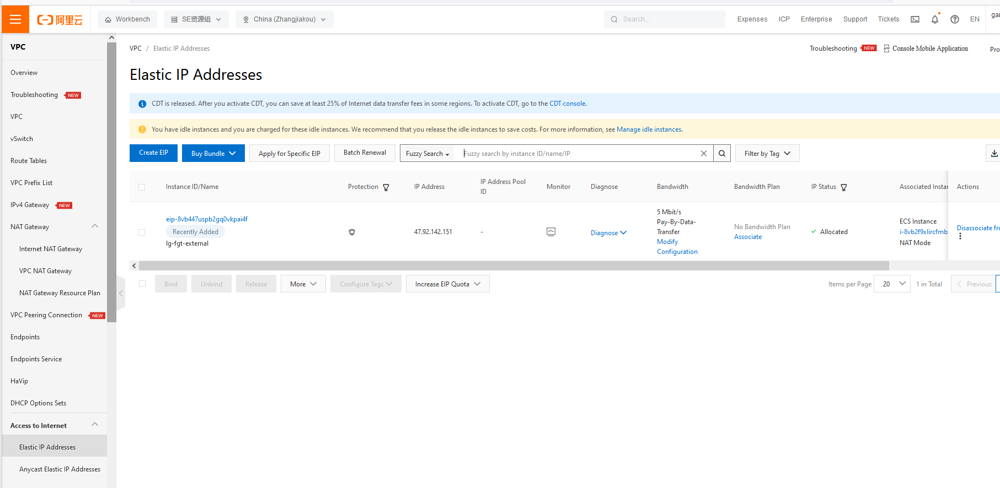 阿里云
Workbench
SE资源组
China (Zhangjiakou)
Search...
Expenses
ICP
Enterprise
Support
Tickets
EN
VPC
Overview
Troubleshooting NEW
VPC
vSwitch
Route Tables
VPC Prefix List
IPv4 Gateway NEW
NAT Gateway
Internet NAT Gateway
VPC NAT Gateway
NAT Gateway Resource Plan
VPC Peering Connection NEW
Endpoints
Endpoints Service
HaVip
DHCP Options Sets
Access to Internet
Elastic IP Addresses
Anycast Elastic IP Addresses
VPC / Elastic IP Addresses
Troubleshooting NEW
APP Console Mobile Application
Elastic IP Addresses
CDT is released. After you activate CDT, you can save at least 25% of Internet data transfer fees in some regions. To activate CDT, go to the CDT console.
You have idle instances and you are charged for these idle instances. We recommend that you release the idle instances to save costs. For more information, see Manage idle instances.
Create EIP
Buy Bundle
Apply for Specific EIP
Batch Renewal
Fuzzy Search
Fuzzy search by instance ID/name/IP
Filter by Tag
Instance ID/Name
Protection
IP Address
IP Address Pool
ID
Monitor
Diagnose
Bandwidth
Bandwidth Plan
IP Status
Associated Instan
Actions
eip-8vb447uspb2gq0vkpai4f
Recently Added
lg-fgt-external
47.92.142.151
-
Diagnose
5 Mbit/s
Pay-By-Data-
Transfer
Modify
Configuration
No Bandwidth Plan
Associate
Allocated
ECS Instance
i-8vb2f9xlircfmb
NAT Mode
Disassociate fro
Bind
Unbind
Release
More
Configure Tags
Increase EIP Quota
Items per Page
20
1 in Total
Previous